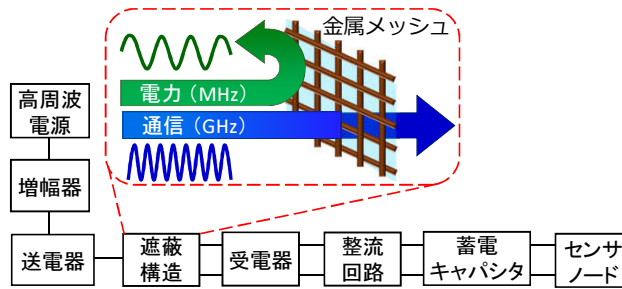 金属メッシュ
電力（MHz）
通信（GHz）
高周波
電源
増幅器
送電器
遮蔽
構造
受電器
整流
回路
蓄電
キャパシタ
センサ
ノード